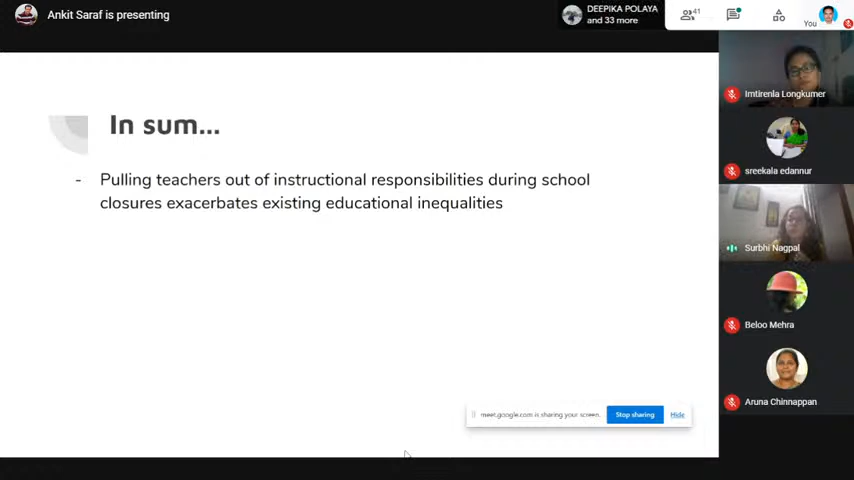 Ankit Saraf is presenting
DEEPIKA POLAYA
and 33 more
41
You
In sum...
- Pulling teachers out of instructional responsibilities during school
closures exacerbates existing educational inequalities
meet.google.com is sharing your screen.
Stop sharing
Hide
Imtirenla Longkumer
sreekala edannur
Surbhi Nagpal
Beloo Mehra
Aruna Chinnappan